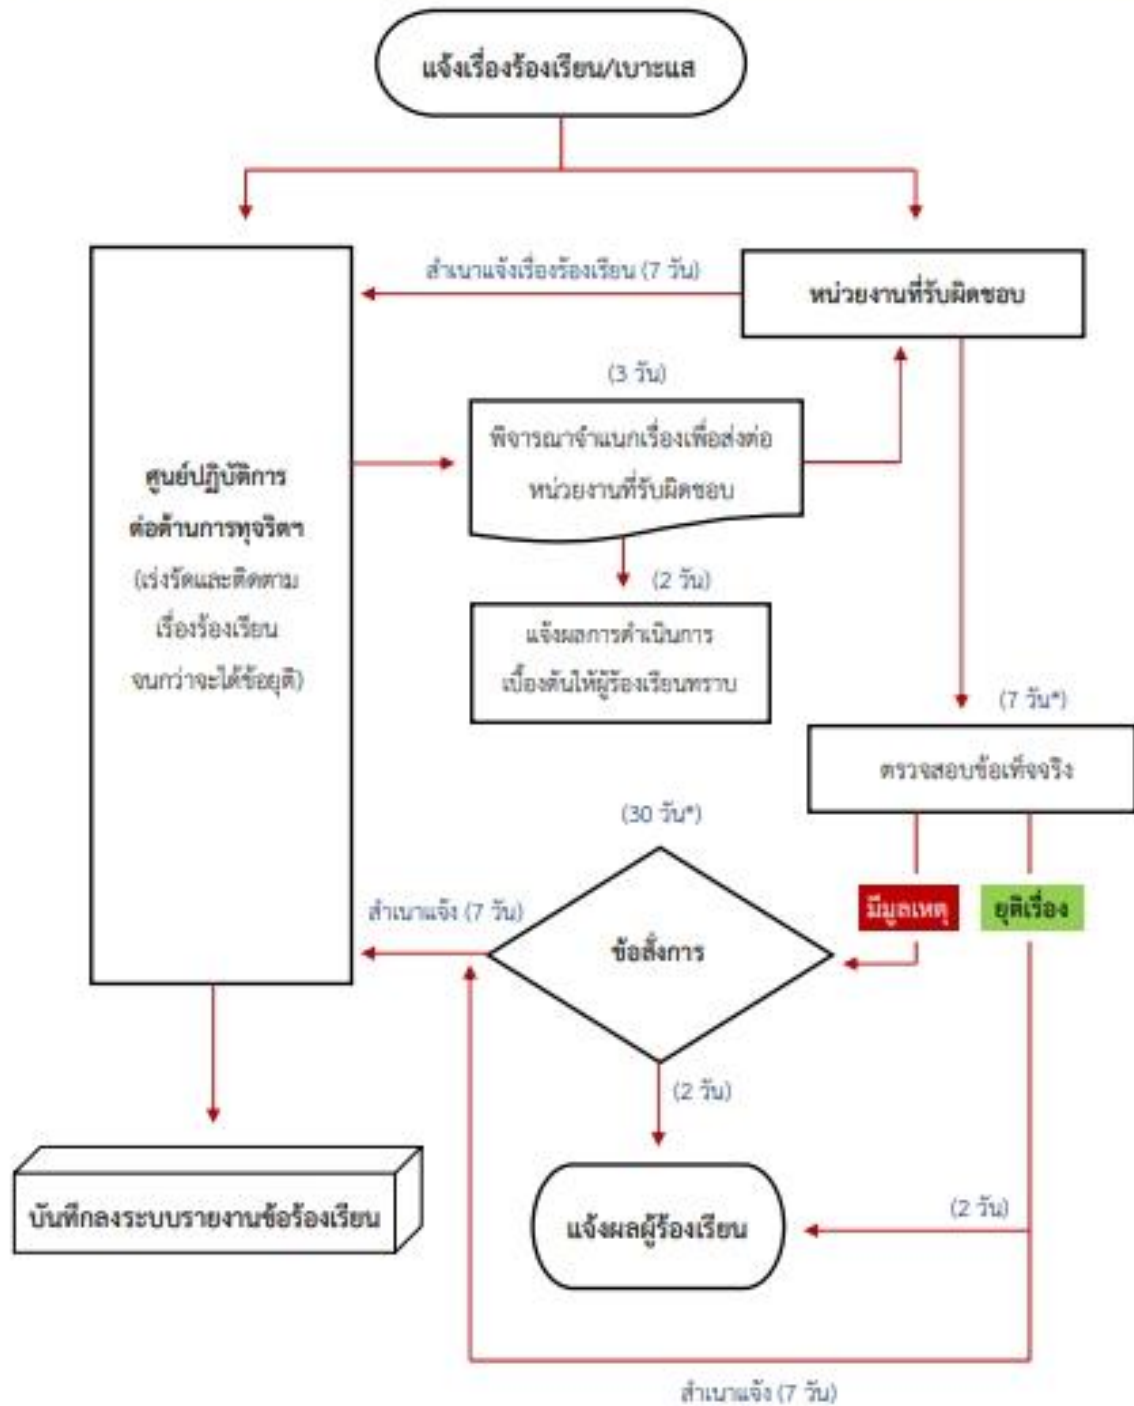 แจ้งเรื่องร้องเรียน/เบาะแส
สำเนาแจ้งเรื่องร้องเรียน (7 วัน)
หน่วยงานที่รับผิดชอบ
(3 วัน)
พิจารณาจำแนกเรื่องเพื่อส่งต่อ
หน่วยงานที่รับผิดชอบ
ศูนย์ปฏิบัติการ
ต่อต้านการทุจริตฯ
(เร่งรัดและติดตาม
เรื่องร้องเรียน
จนกว่าจะได้ข้อยุติ)
(2 วัน)
แจ้งผลการดำเนินการ
เบื้องต้นให้ผู้ร้องเรียนทราบ
(7 วัน*)
ตรวจสอบข้อเท็จจริง
(30 วัน*)
มีมูลเหตุ
ยุติเรื่อง
สำเนาแจ้ง (7 วัน)
ข้อสั่งการ
(2 วัน)
บันทึกลงระบบรายงานข้อร้องเรียน
แจ้งผลผู้ร้องเรียน
(2 วัน)
สำเนาแจ้ง (7 วัน)